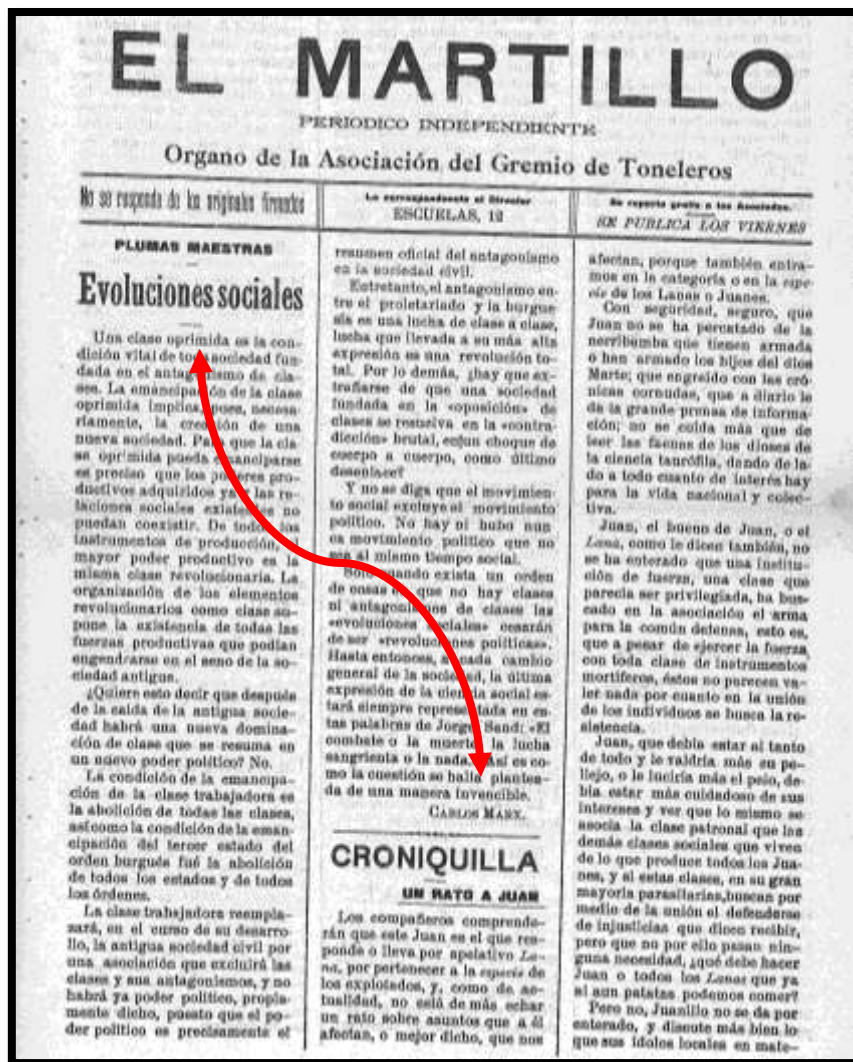 EL MARTILLO
PERIODICO INDEPENDIENTE
Organo de la Asociación del Gremio de Toneleros
No se responde de los originales firmados
La correspondencia al Director
ESCUELAS, 12
Se reparte gratis a los Asociados.
SE PUBLICA LOS VIERNES
PLUMAS MAESTRAS
Evoluciones sociales
Una clase oprimida es la con-
dición vital de toda sociedad fun-
dada en el antagonismo de cla-
ses. La emancipación de la clase
oprimida implica, pues, necesa-
riamente, la creación de una
nueva sociedad. Para que la cla
se oprimida pueda emanciparse
es preciso que los poderes pro-
ductivos adquiridos ya y las re-
laciones sociales existentes no
puedan coexistir. De todos los
instrumentos de producción, el
mayor poder productivo es la
misma clase revolucionaria. La
organización de los elementos
revolucionarios como clase su-
pone la existencia de todas las
fuerzas productivas que podían
engendrarse en el seno de la so-
ciedad antigua.
¿Quiere esto decir que después
de la caída de la antigua socie-
dad habrá una nueva domina-
ción de clase que se resuma en
un nuevo poder político? No.
La condición de la emancipa-
ción de la clase trabajadora es
la abolición de todas las clases,
así como la condición de la eman-
cipación del tercer estado del
orden burgués fué la abolición
de todos los estados y de todos
los órdenes.
La clase trabajadora reempla-
zará, en el curso de su desarro-
llo, la antigua sociedad civil por
una asociación que excluirá las
clases y sus antagonismos, y no
habrá ya poder político, propia-
mente dicho, puesto que el po-
der político es precisamente el
resumen oficial del antagonismo
en la sociedad civil.
Entretanto, el antagonismo en-
tre el proletariado y la burgue-
sía es una lucha de clase a clase,
lucha que llevada a su más alta
expresión es una revolución to-
tal. Por lo demás, ¿hay que ex-
trañarse de que una sociedad
fundada en la «oposición» de
clases se resuelva en la «contra-
dicción» brutal, en un choque de
cuerpo a cuerpo, como último
desenlace?
Y no se diga que el movimien-
to social excluye el movimiento
político. No hay ni hubo nun
ca movimiento político que no
sea al mismo tiempo social.
Sólo cuando exista un orden
de cosas en que no hay clases
ni antagonismos de clases las
«evoluciones sociales» cesarán
de ser «revoluciones políticas».
Hasta entonces, a cada cambio
general de la sociedad, la última
expresión de la ciencia social es-
tará siempre representada en es-
tas palabras de Jorge Sand: «El
combate o la muerte, la lucha
sangrienta o la nada. Así es co-
mo la cuestión se halla plantea-
da de una manera invencible.
CARLOS MARX.
CRONIQUILLA
UN RATO A JUAN
Los compañeros comprende-
rán que este Juan es el que res-
ponde o lleva por apelativo La-
na, por pertenecer a la especie de
los explotados, y, como de ac-
tualidad, no está de más echar
un rato sobre asuntos que a él
afectan, o mejor dicho, que nos
afectan, porque también entra-
mos en la categoría o en la espe-
cie de los Lanas o Juanes.
Con seguridad, seguro, que
Juan no se ha percatado de la
cerribumba que tienen armada
o han armado los hijos del dios
Marte; que engreído con las cró-
nicas cornudas, que a diario le
da la grande prensa de informa-
ción; no se cuida más que de
leer las faenas de los dioses de
la ciencia taurófila, dando de la-
do a todo cuanto de interés hay
para la vida nacional y colec-
tiva.
Juan, el bueno de Juan, o el
Lana, como le dicen también, no
se ha enterado que una institu-
ción de fuerza, una clase que
parecía ser privilegiada, ha bus-
cado en la asociación el arma
para la común defensa, esto es,
que a pesar de ejercer la fuerza
con toda clase de instrumentos
mortíferos, éstos no parecen va-
ler nada por cuanto en la unión
de los individuos se busca la re-
sistencia.
Juan, que debía estar al tanto
de todo y le valdría más su pe-
llejo, o le luciría más el pelo, de-
bía estar más cuidadoso de sus
intereses y ver que lo mismo se
asocia la clase patronal que las
demás clases sociales que viven
de lo que produce todos los Jua-
nes, y si estas clases, en su gran
mayoría parasitarias, buscan por
medio de la unión el defenderse
de injusticias que dicen recibir,
pero que no por ello pasan nin-
guna necesidad, ¿qué debe hacer
Juan o todos los Lanas que ya
ni aun patatas podemos comer?
Pero no, Juanillo no se da por
enterado, y discute más bien lo
que sus ídolos locales en mate-